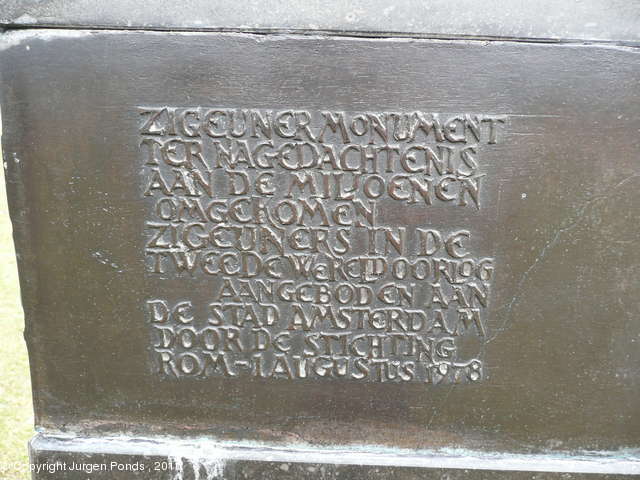 ZIGEUNERMONUMENT
TER NAGEDACHTENIS
AAN DE MILJOENEN
OMGEKOMEN
ZIGEUNERS IN DE
TWEEDE WERELDOORLOG
AANGEBODEN AAN
DE STAD AMSTERDAM
DOOR DE STICHTING
ROM-1 AUGUSTUS 1978
©Copyright Jurgen Ponds, 201